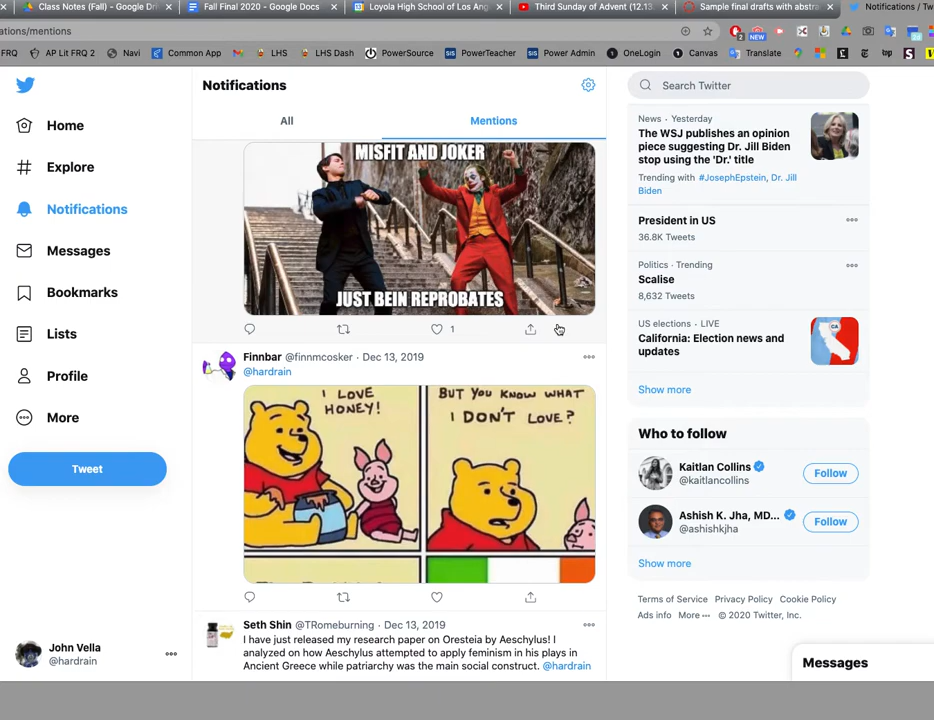 Class Notes (Fall) - Google Dri
Fall Final 2020 - Google Docs
Loyola High School of Los Ang
Third Sunday of Advent (12.13.
Sample final drafts with abstra
Notifications / Tw
ations/mentions
NEW
FRQ
AP Lit FRQ 2
Navi
Common App
LHS
LHS Dash
PowerSource
SIS PowerTeacher
SIS Power Admin
OneLogin
Canvas
Translate
Notifications
All
Mentions
Home
Explore
Notifications
Messages
Bookmarks
Lists
Profile
More
Tweet
John Vella
@hardrain
MISFIT AND JOKER
JUST BEIN REPROBATES
1
Finnbar @finnmcosker · Dec 13, 2019
@hardrain
I LOVE
HONEY!
BUT YOU KNOW WHAT
I DON'T LOVE?
Seth Shin @TRomeburning · Dec 13, 2019
I have just released my research paper on Oresteia by Aeschylus! I
analyzed on how Aeschylus attempted to apply feminism in his plays in
Ancient Greece while patriarchy was the main social construct. @hardrain
Search Twitter
News · Yesterday
The WSJ publishes an opinion
piece suggesting Dr. Jill Biden
stop using the 'Dr.' title
Trending with #JosephEpstein, Dr. Jill
Biden
President in US
36.8K Tweets
Politics · Trending
Scalise
8,632 Tweets
US elections · LIVE
California: Election news and
updates
CA
Show more
Who to follow
Kaitlan Collins
@kaitlancollins
Follow
Ashish K. Jha, MD...
@ashishkjha
Follow
Show more
Terms of Service Privacy Policy Cookie Policy
Ads info More ··· © 2020 Twitter, Inc.
Messages